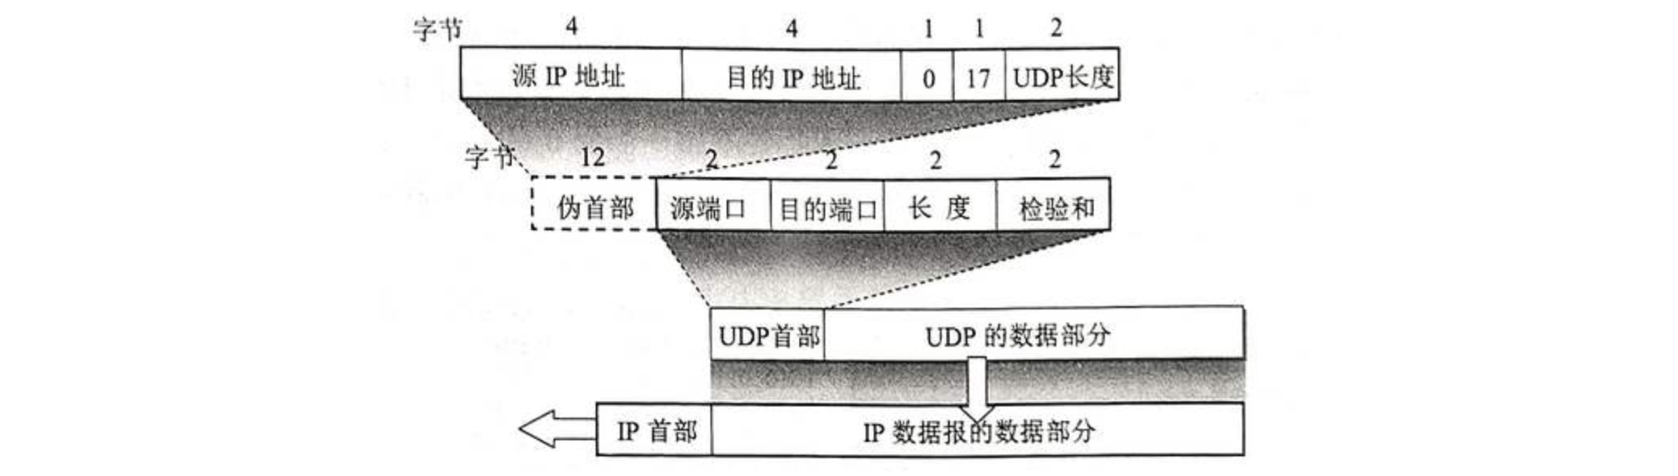 字节 4 4 1 1 2
源 IP 地址 目的 IP 地址 0 17 UDP长度
字节 12 2 2 2 2
伪首部 源端口 目的端口 长 度 检验和
UDP首部 UDP 的数据部分
IP 首部 IP 数据报的数据部分